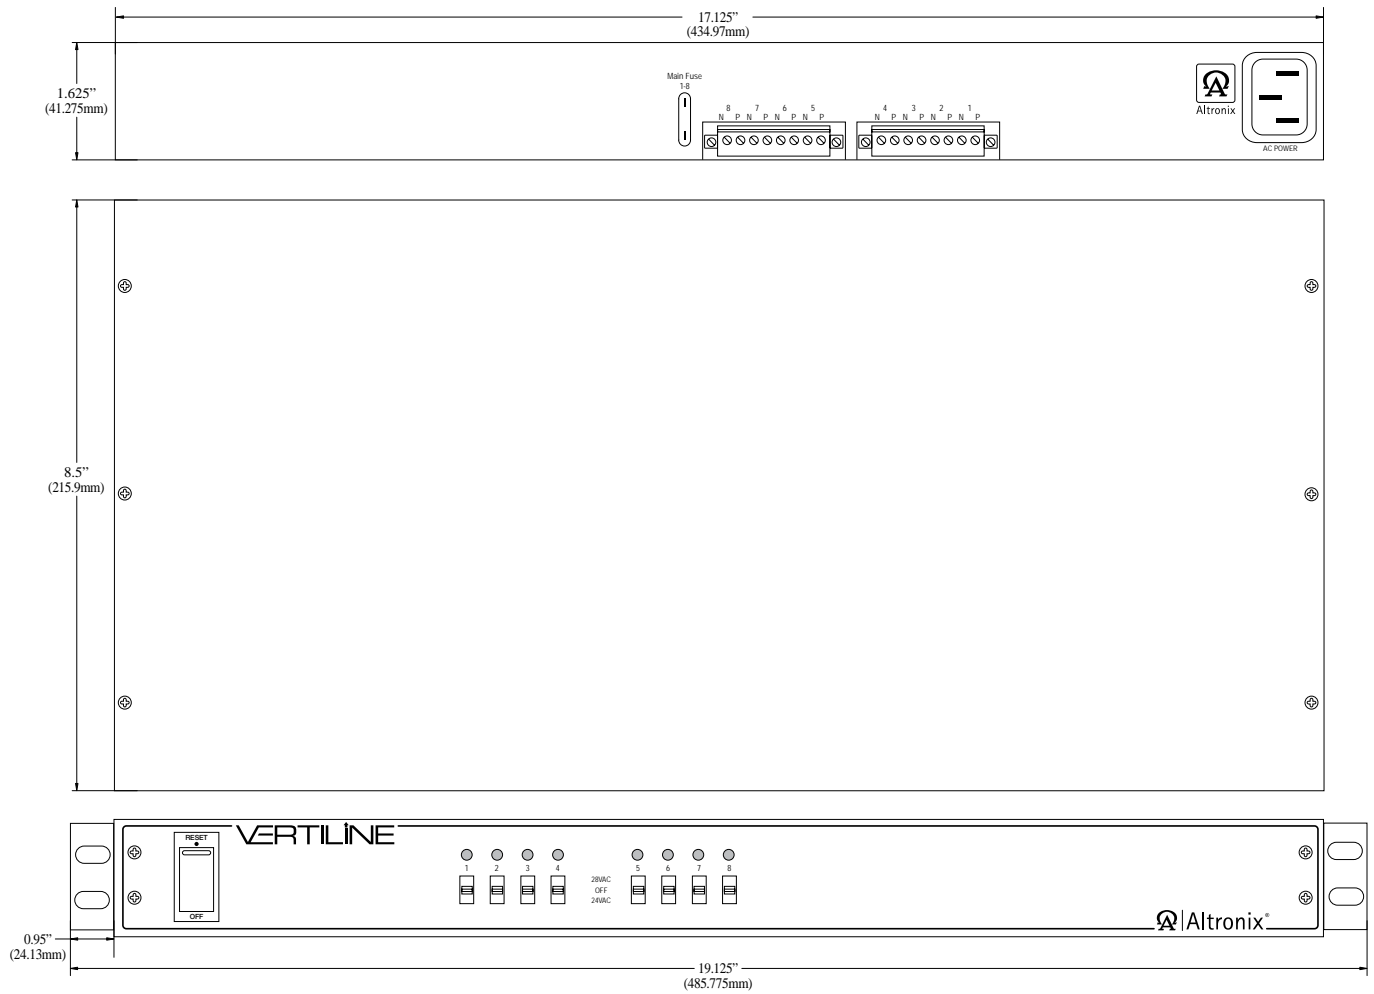 17.125”
(434.97mm)
1.625”
(41.275mm)
Main Fuse
1-8
8 7 6 5
N P N P N P N P
4 3 2 1
N P N P N P N P
Altronix
AC POWER
8.5”
(215.9mm)
RESET
OFF
VERTILINE
1 2 3 4
28VAC
OFF
24VAC
5 6 7 8
Altronix®
0.95”
(24.13mm)
19.125”
(485.775mm)